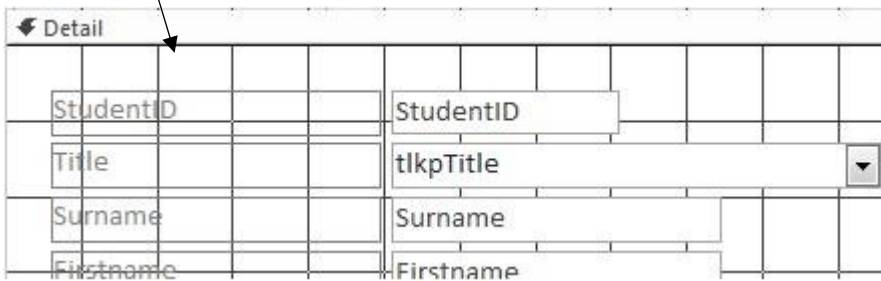 Detail
StudentID StudentID
Title tlkpTitle
Surname Surname
Firstname Firstname